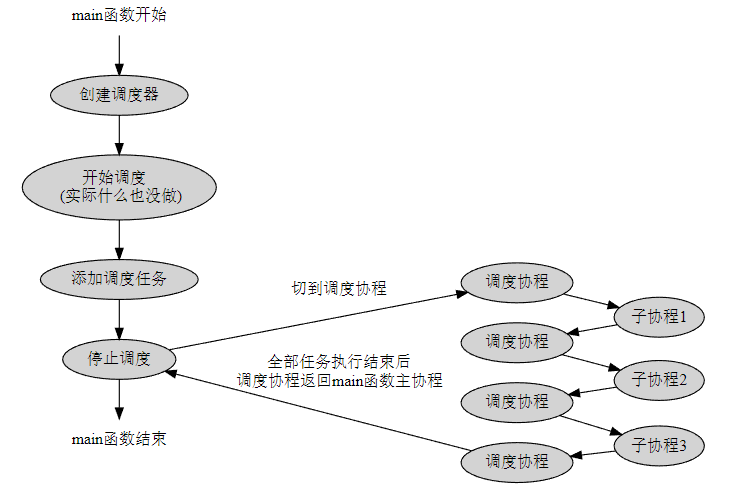 main函数开始
创建调度器
开始调度
(实际什么也没做)
添加调度任务
停止调度
main函数结束
切到调度协程
全部任务执行结束后
调度协程返回main函数主协程
调度协程
子协程1
调度协程
子协程2
调度协程
子协程3
调度协程